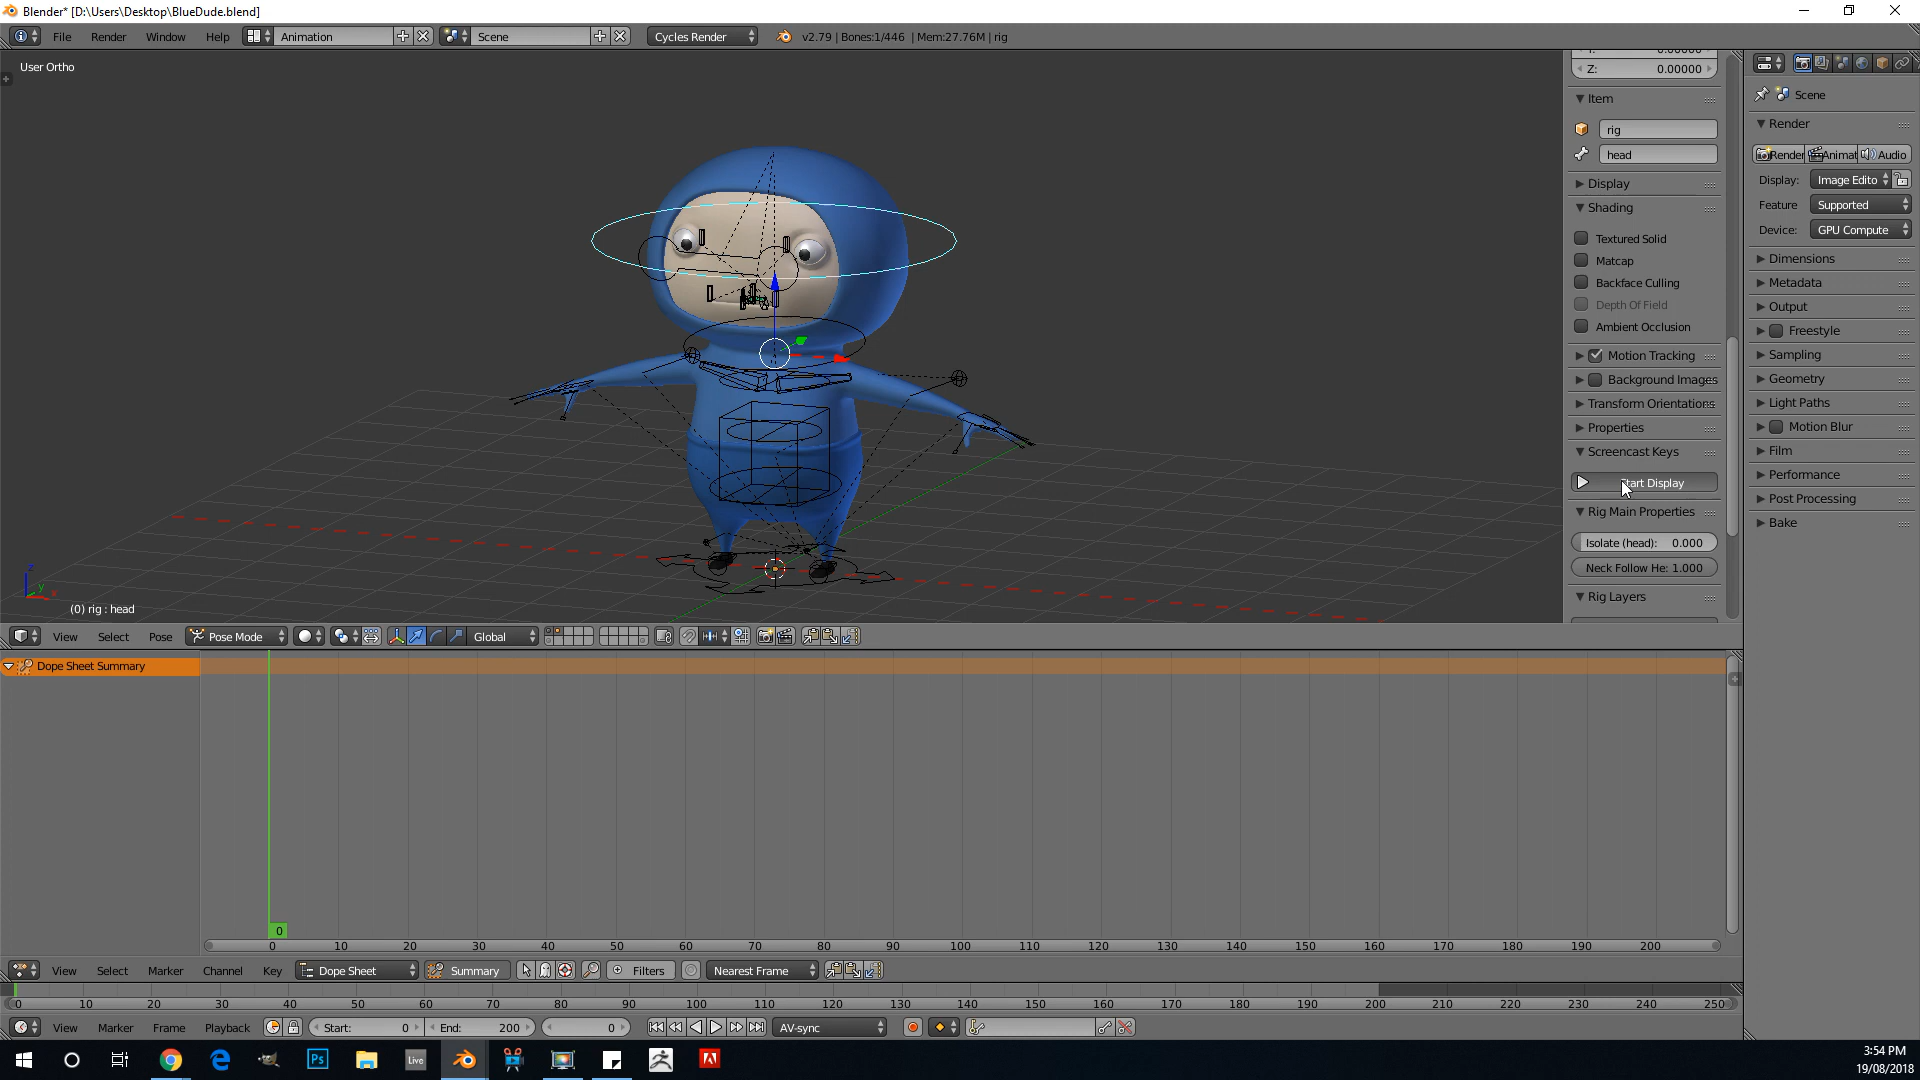 Blender* [D:\Users\Desktop\BlueDude.blend]
File Render Window Help Animation Scene Cycles Render v2.79 | Bones:1/446 | Mem:27.76M | rig
User Ortho
Z: 0.00000
Item
rig
head
Display
Shading
Textured Solid
Matcap
Backface Culling
Depth Of Field
Ambient Occlusion
Motion Tracking
Background Images
Transform Orientations
Properties
Screencast Keys
Start Display
Rig Main Properties
Isolate (head): 0.000
Neck Follow He: 1.000
Rig Layers
Scene
Render
Render Animat Audio
Display: Image Edito
Feature Supported
Device: GPU Compute
Dimensions
Metadata
Output
Freestyle
Sampling
Geometry
Light Paths
Motion Blur
Film
Performance
Post Processing
Bake
z
y
x
(0) rig : head
View Select Pose Pose Mode Global
Dope Sheet Summary
0
0 10 20 30 40 50 60 70 80 90 100 110 120 130 140 150 160 170 180 190 200
View Select Marker Channel Key Dope Sheet Summary Filters Nearest Frame
0 10 20 30 40 50 60 70 80 90 100 110 120 130 140 150 160 170 180 190 200 210 220 230 240 250
View Marker Frame Playback Start: 0 End: 200 0 AV-sync
Ps Live
3:54 PM
19/08/2018